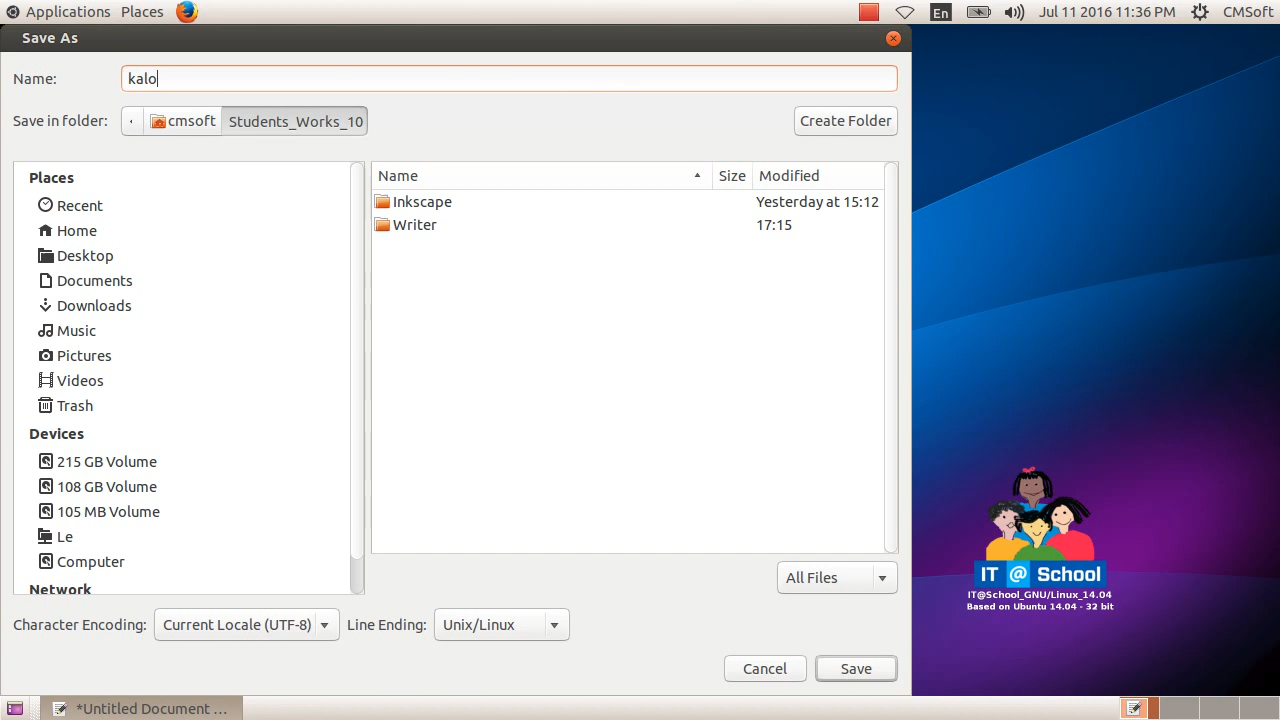 Applications Places En Jul 11 2016 11:36 PM CMSoft
Save As
Name: kalo
Save in folder: cmsoft Students_Works_10 Create Folder
Places
Recent
Home
Desktop
Documents
Downloads
Music
Pictures
Videos
Trash
Devices
215 GB Volume
108 GB Volume
105 MB Volume
Le
Computer
Network
Name Size Modified
Inkscape Yesterday at 15:12
Writer 17:15
All Files
Character Encoding: Current Locale (UTF-8) Line Ending: Unix/Linux
Cancel Save
IT @ School
IT@School_GNU/Linux_14.04
Based on Ubuntu 14.04 - 32 bit
*Untitled Document ...